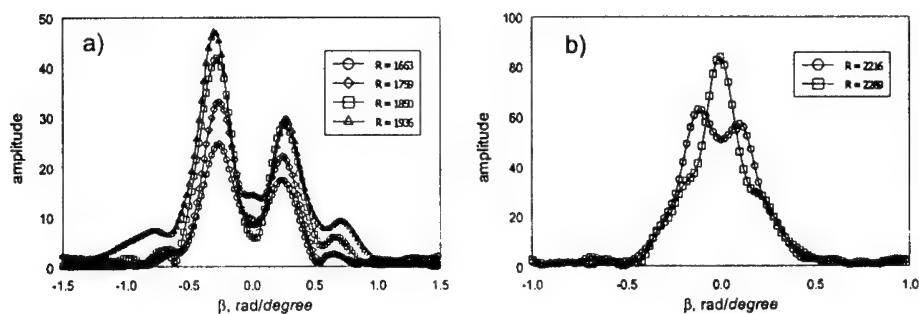 a)
50
40
30
20
10
0
amplitude
-1.5
-1.0
-0.5
0.0
0.5
1.0
1.5
β, rad/degree
R = 1663
R = 1759
R = 1850
R = 1936
b)
100
80
60
40
20
0
amplitude
-1.0
-0.5
0.0
0.5
1.0
β, rad/degree
R = 2216
R = 2289